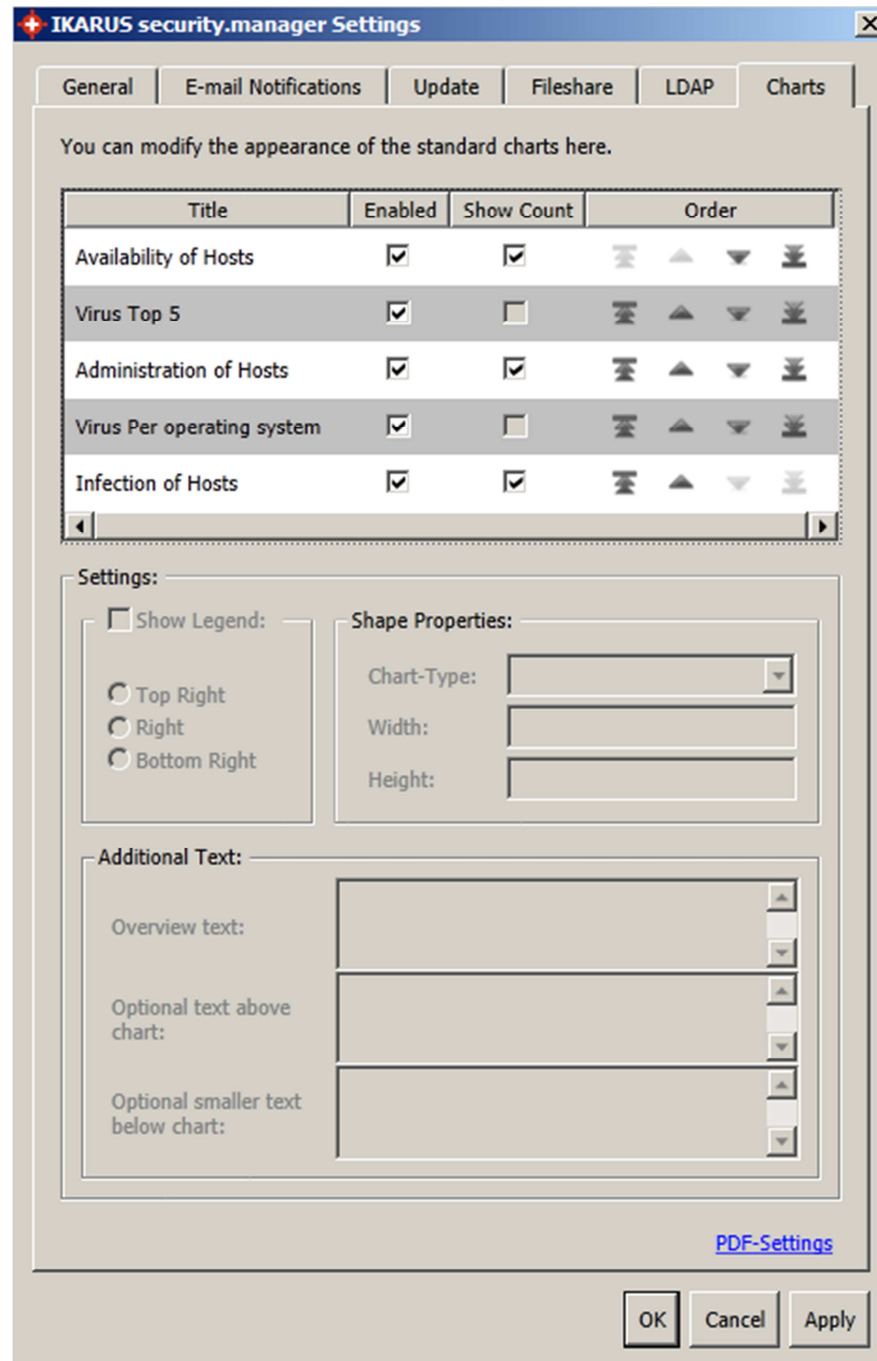 IKARUS security.manager Settings
General E-mail Notifications Update Fileshare LDAP Charts
You can modify the appearance of the standard charts here.
Title Enabled Show Count Order
Availability of Hosts
Virus Top 5
Administration of Hosts
Virus Per operating system
Infection of Hosts
Settings:
Show Legend:
Top Right
Right
Bottom Right
Shape Properties:
Chart-Type:
Width:
Height:
Additional Text:
Overview text:
Optional text above
chart:
Optional smaller text
below chart:
PDF-Settings
OK Cancel Apply